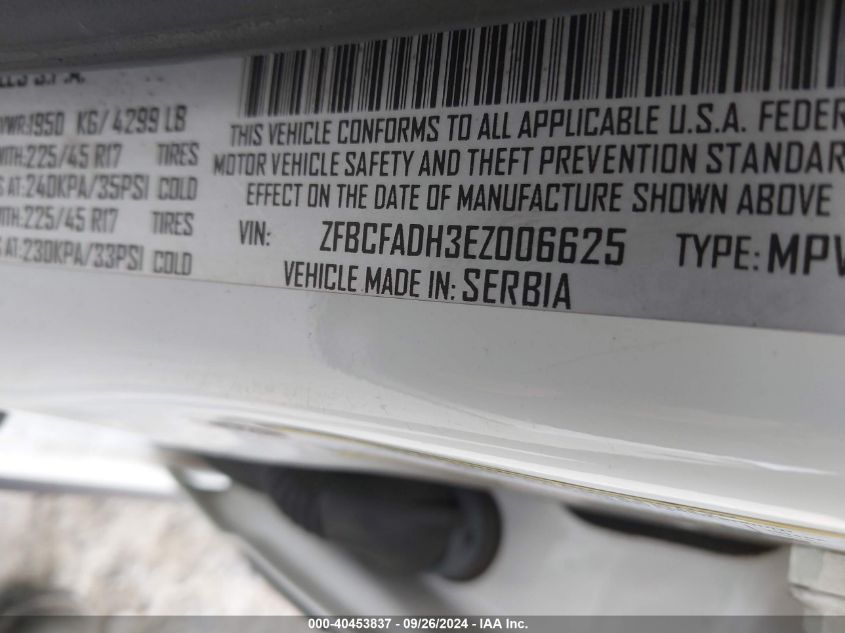 VWR:1950 KG/ 4299 LB
WITH:225/45 R17 TIRES
S AT:240KPA/35PSI COLD
WITH:225/45 R17 TIRES
S AT:230KPA/33PSI COLD
THIS VEHICLE CONFORMS TO ALL APPLICABLE U.S.A. FEDER
MOTOR VEHICLE SAFETY AND THEFT PREVENTION STANDAR
EFFECT ON THE DATE OF MANUFACTURE SHOWN ABOVE
VIN: ZFBCFADH3EZ006625 TYPE: MPV
VEHICLE MADE IN: SERBIA
000-40453837 - 09/26/2024 - IAA Inc.